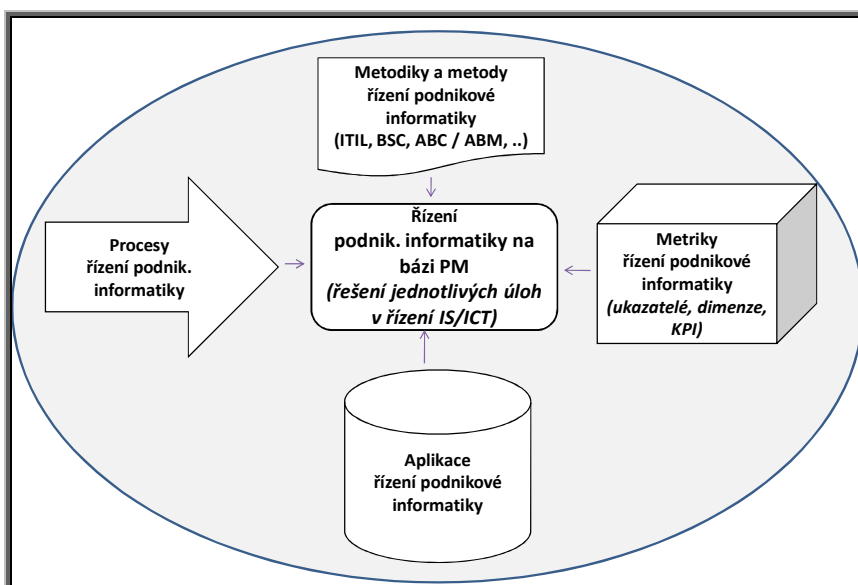 Metodiky a metody
řízení podnikové
informatiky
(ITIL, BSC, ABC / ABM, ..)
Procesy
řízení podnik.
informatiky
Řízení
podnik. informatiky na
bázi PM
(řešení jednotlivých úloh
v řízení IS/ICT)
Metriky
řízení podnikové
informatiky
(ukazatelé, dimenze,
KPI)
Aplikace
řízení podnikové
informatiky